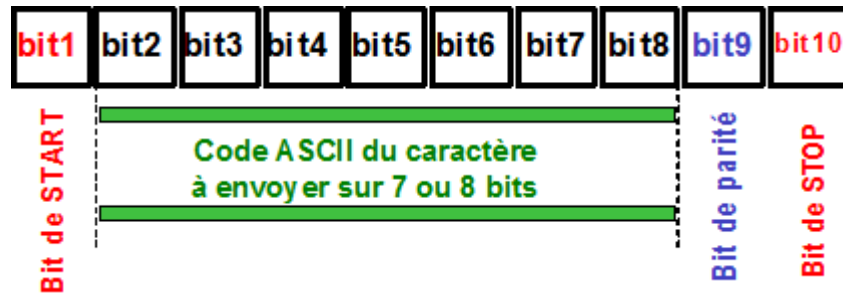 bit1 bit2 bit3 bit4 bit5 bit6 bit7 bit8 bit9 bit10
Bit de START
Code ASCII du caractère
à envoyer sur 7 ou 8 bits
Bit de parité
Bit de STOP